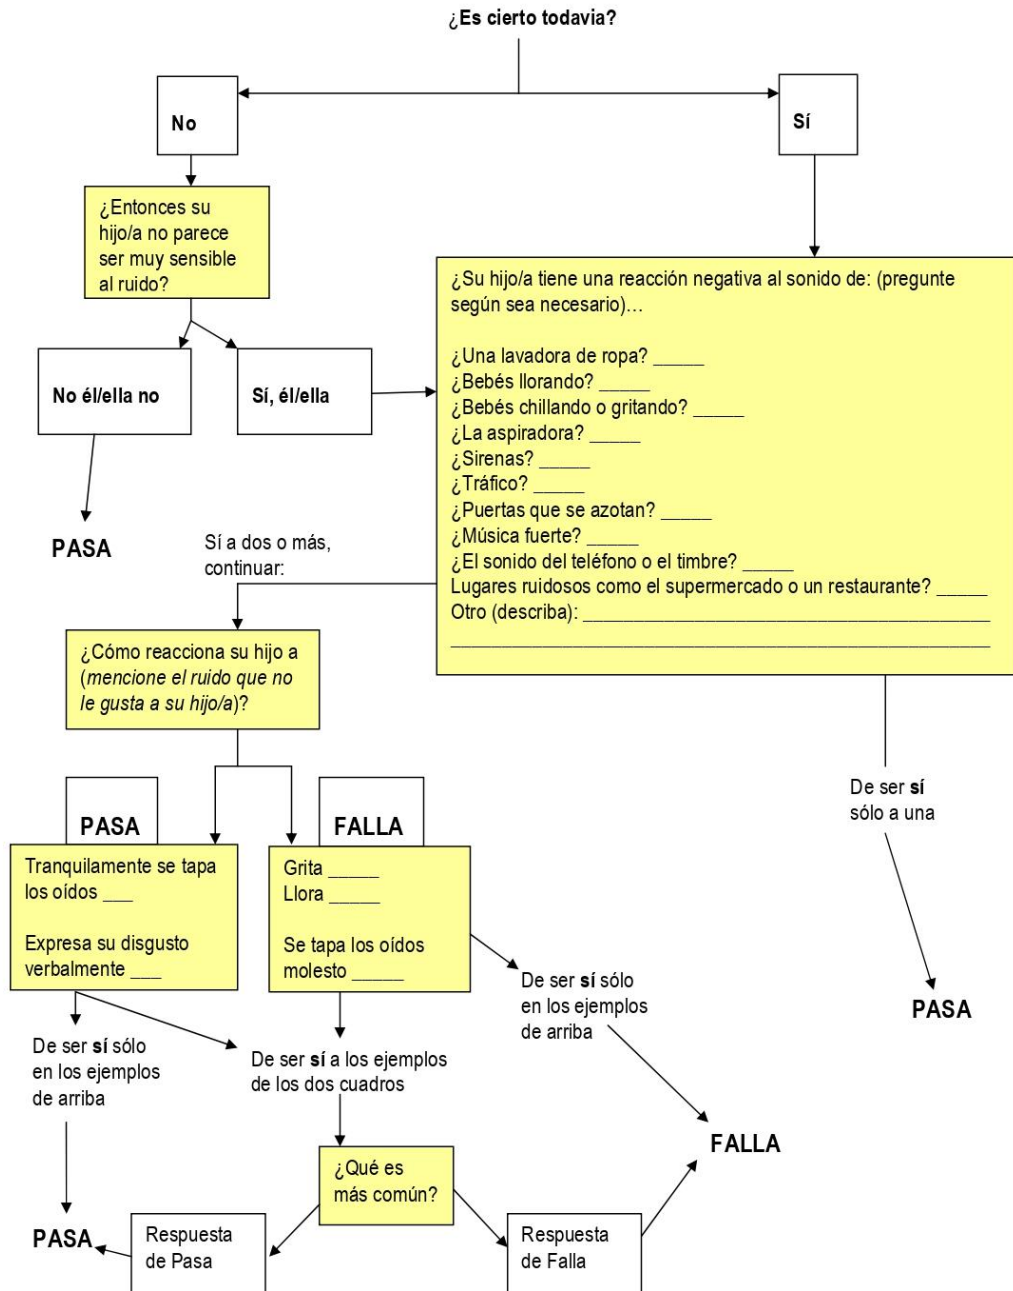 ¿Es cierto todavia?
No
Sí
¿Entonces su
hijo/a no parece
ser muy sensible
al ruido?
No él/ella no
Sí, él/ella
PASA
¿Su hijo/a tiene una reacción negativa al sonido de: (pregunte
según sea necesario)…
¿Una lavadora de ropa? _____
¿Bebés llorando? _____
¿Bebés chillando o gritando? _____
¿La aspiradora? _____
¿Sirenas? _____
¿Tráfico? _____
¿Puertas que se azotan? _____
¿Música fuerte? _____
¿El sonido del teléfono o el timbre? _____
Lugares ruidosos como el supermercado o un restaurante? _____
Otro (describa): ________________________________________
_____________________________________________________
Sí a dos o más,
continuar:
¿Cómo reacciona su hijo a
(mencione el ruido que no
le gusta a su hijo/a)?
De ser sí
sólo a una
PASA
PASA
Tranquilamente se tapa
los oídos ___
Expresa su disgusto
verbalmente ___
FALLA
Grita _____
Llora _____
Se tapa los oídos
molesto _____
De ser sí sólo
en los ejemplos
de arriba
De ser sí a los ejemplos
de los dos cuadros
De ser sí sólo
en los ejemplos
de arriba
FALLA
¿Qué es
más común?
PASA
Respuesta
de Pasa
Respuesta
de Falla